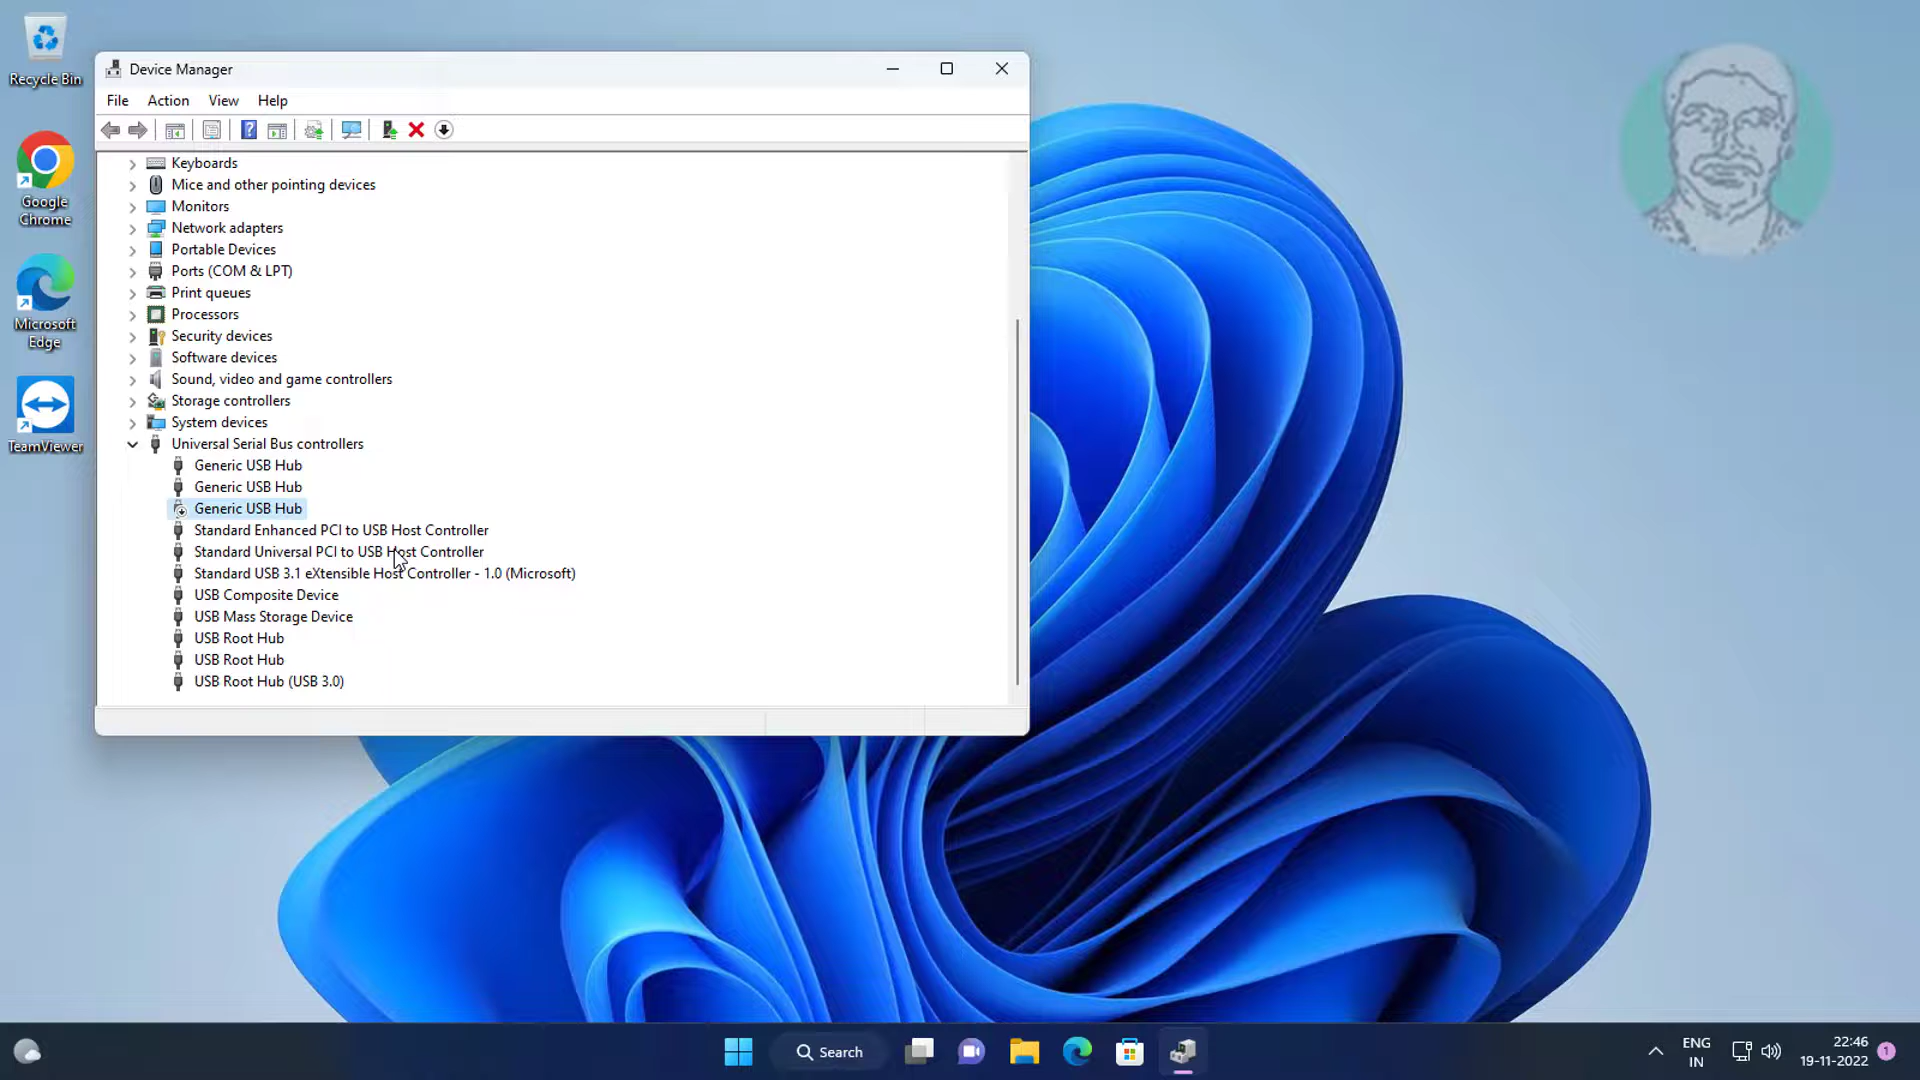 Recycle Bin
Google
Chrome
Microsoft
Edge
TeamViewer
Device Manager
File Action View Help
Keyboards
Mice and other pointing devices
Monitors
Network adapters
Portable Devices
Ports (COM & LPT)
Print queues
Processors
Security devices
Software devices
Sound, video and game controllers
Storage controllers
System devices
Universal Serial Bus controllers
Generic USB Hub
Generic USB Hub
Generic USB Hub
Standard Enhanced PCI to USB Host Controller
Standard Universal PCI to USB Host Controller
Standard USB 3.1 eXtensible Host Controller - 1.0 (Microsoft)
USB Composite Device
USB Mass Storage Device
USB Root Hub
USB Root Hub
USB Root Hub (USB 3.0)
Search
ENG
IN
22:46
19-11-2022
1